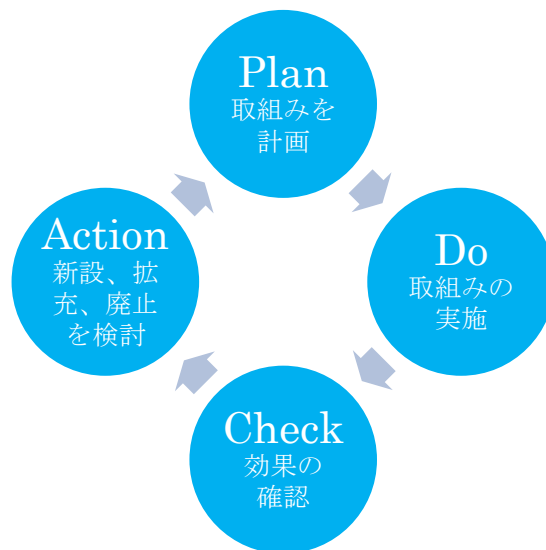 Plan
取組みを
計画
Do
取組みの
実施
Check
効果の
確認
Action
新設、拡
充、廃止
を検討